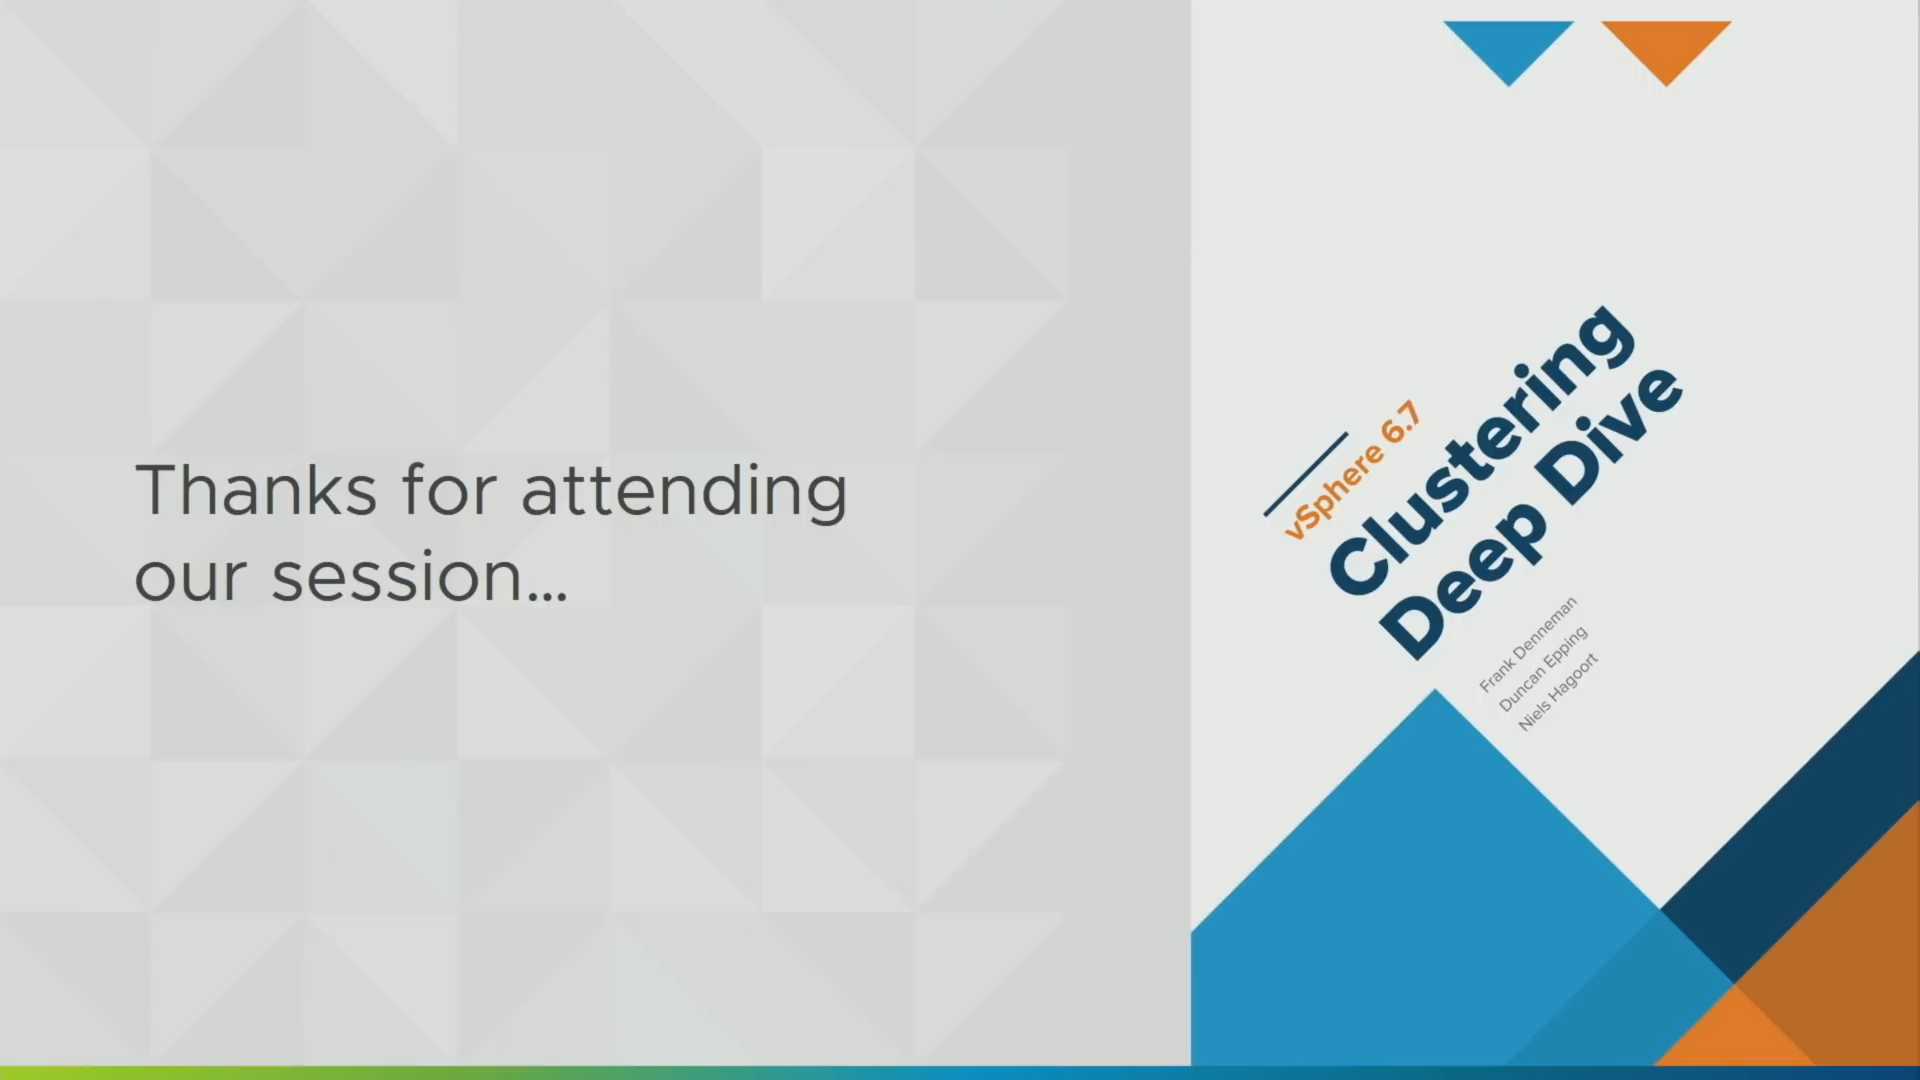 Thanks for attending
our session...
vSphere 6.7
Clustering
Deep Dive
Frank Denneman
Duncan Epping
Niels Hagoort